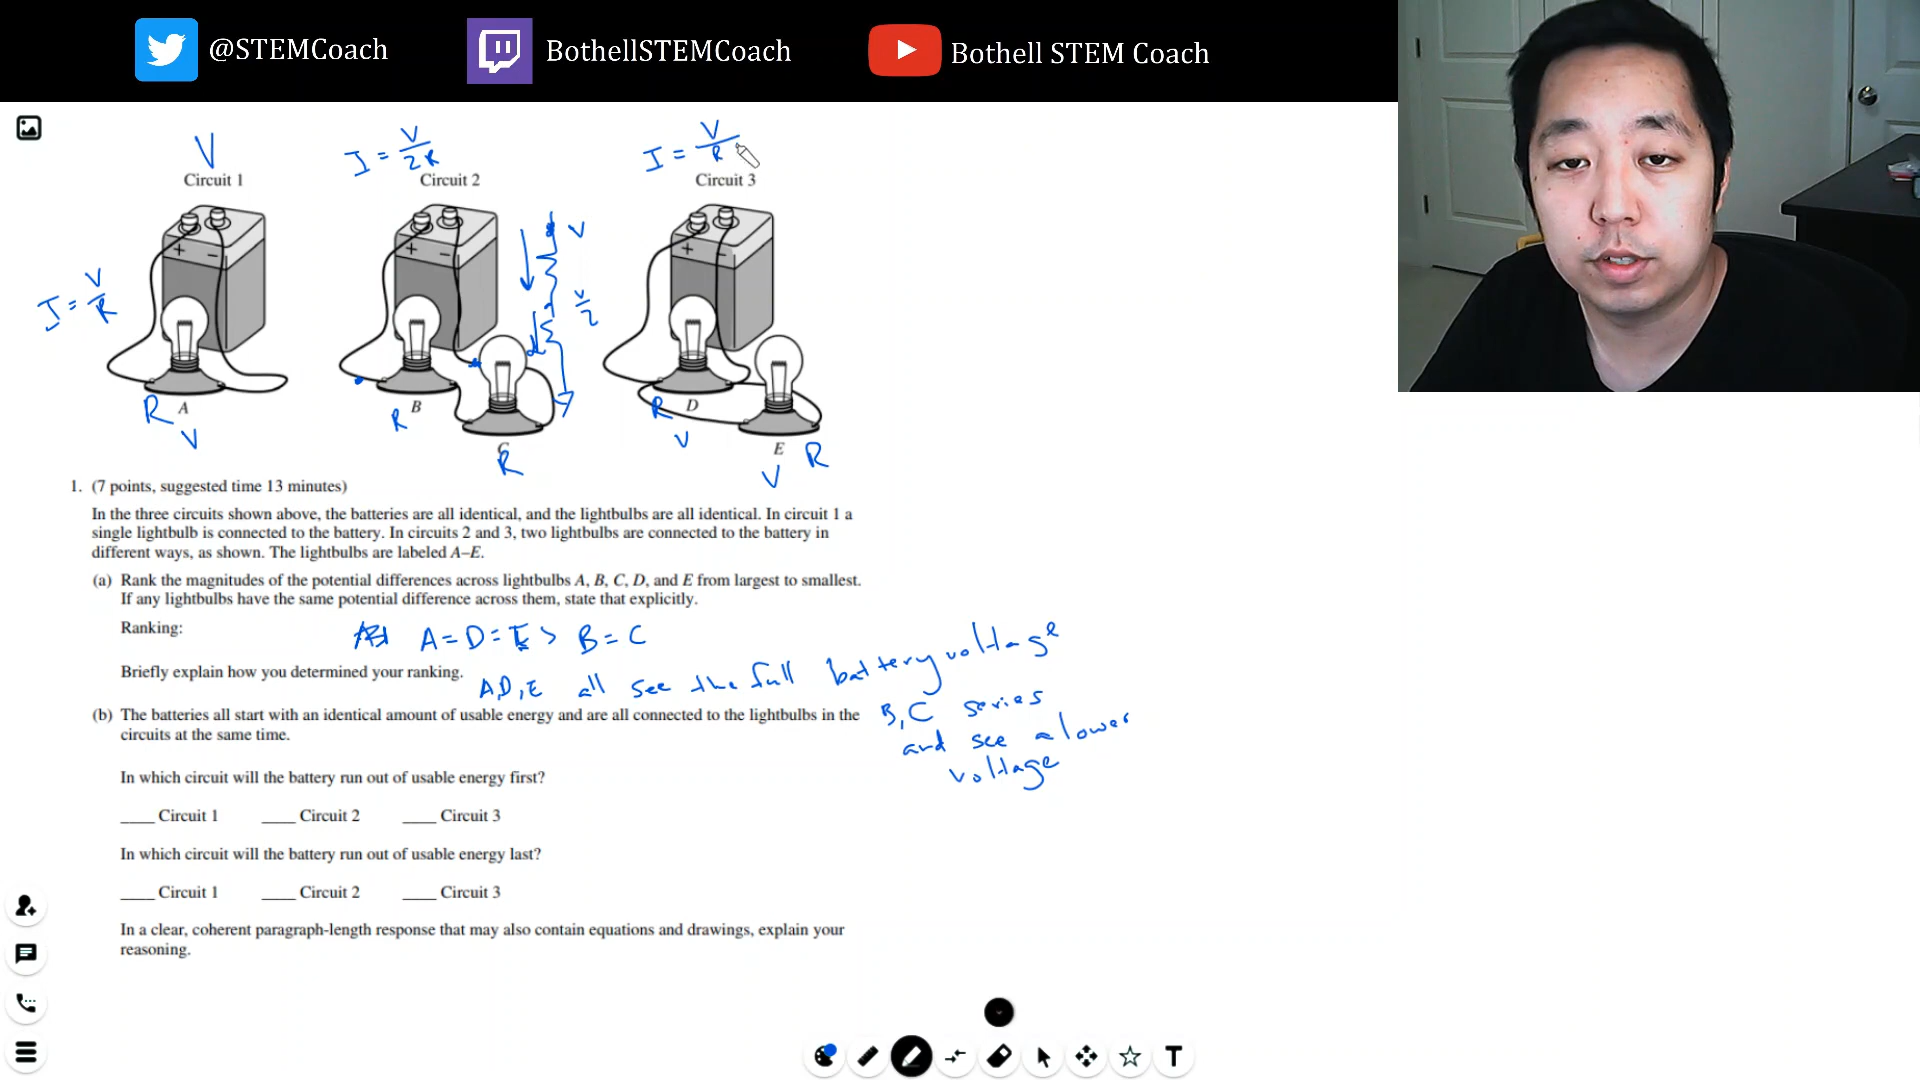 @STEMCoach
BothellSTEMCoach
Bothell STEM Coach
V
I = V/2R
I = V/R
Circuit 1
Circuit 2
Circuit 3
I = V/R
+ −
+ −
+ −
V
V/2
R A
V
B
R
C
R
R D
V
E R
V
1. (7 points, suggested time 13 minutes)
In the three circuits shown above, the batteries are all identical, and the lightbulbs are all identical. In circuit 1 a
single lightbulb is connected to the battery. In circuits 2 and 3, two lightbulbs are connected to the battery in
different ways, as shown. The lightbulbs are labeled A–E.
(a) Rank the magnitudes of the potential differences across lightbulbs A, B, C, D, and E from largest to smallest.
If any lightbulbs have the same potential difference across them, state that explicitly.
Ranking:
A = D = E > B = C
Briefly explain how you determined your ranking.
A,D,E all see the full battery voltage
B,C series
and see a lower
voltage
(b) The batteries all start with an identical amount of usable energy and are all connected to the lightbulbs in the
circuits at the same time.
In which circuit will the battery run out of usable energy first?
____ Circuit 1 ____ Circuit 2 ____ Circuit 3
In which circuit will the battery run out of usable energy last?
____ Circuit 1 ____ Circuit 2 ____ Circuit 3
In a clear, coherent paragraph-length response that may also contain equations and drawings, explain your
reasoning.
T